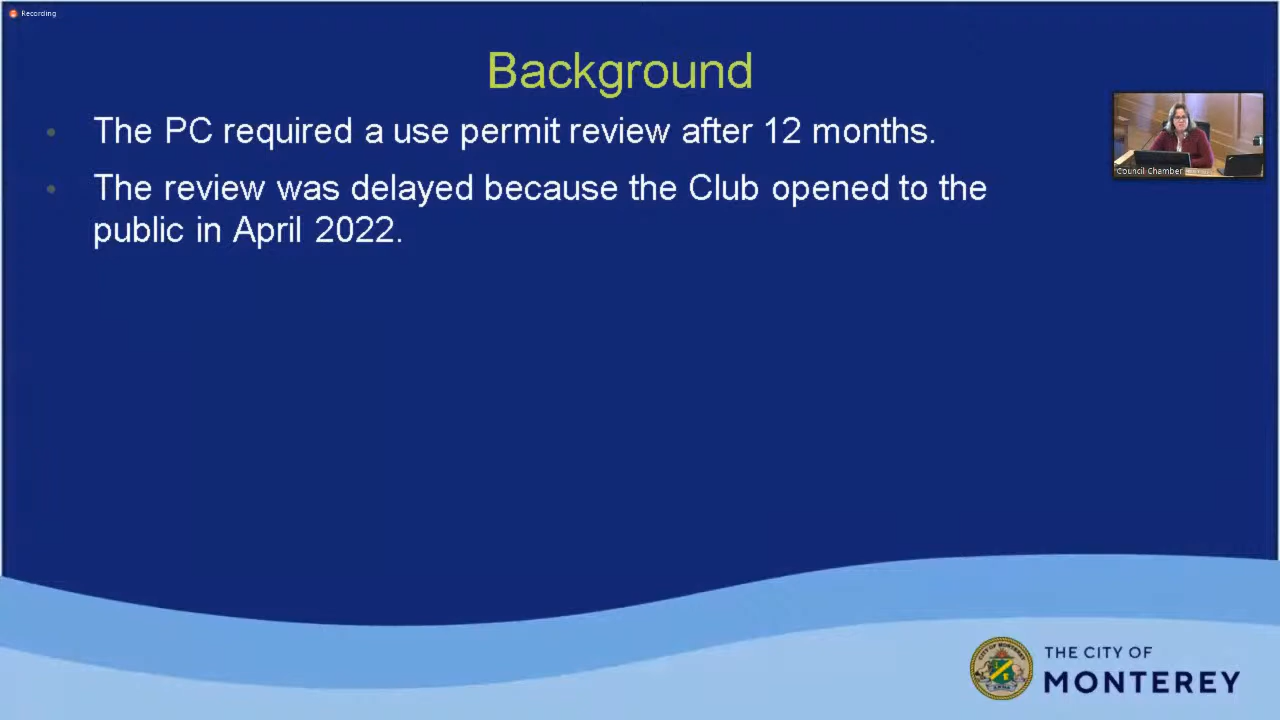 Recording
Background
• The PC required a use permit review after 12 months.
• The review was delayed because the Club opened to the
public in April 2022.
Council Chamber
THE CITY OF
MONTEREY